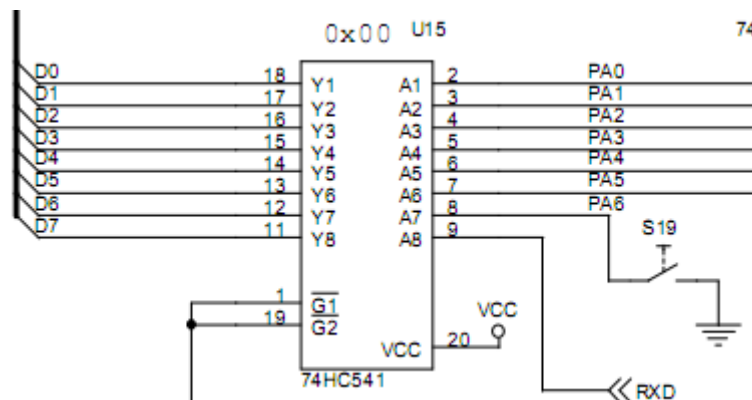 0x00 U15 74
D0 18 Y1 A1 2 PA0
D1 17 Y2 A2 3 PA1
D2 16 Y3 A3 4 PA2
D3 15 Y4 A4 5 PA3
D4 14 Y5 A5 6 PA4
D5 13 Y6 A6 7 PA5
D6 12 Y7 A7 8 PA6
D7 11 Y8 A8 9 S19
1 G1
19 G2 VCC
VCC 20
74HC541
RXD